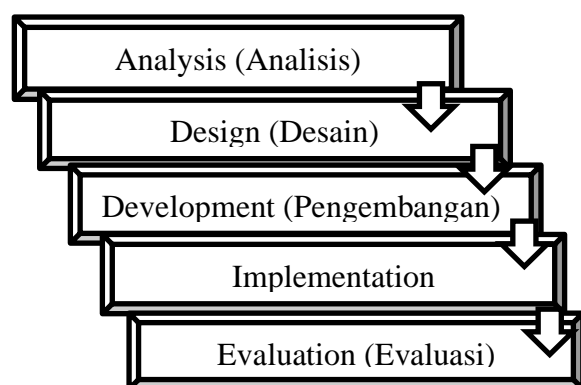 Analysis (Analisis)
Design (Desain)
Development (Pengembangan)
Implementation
Evaluation (Evaluasi)